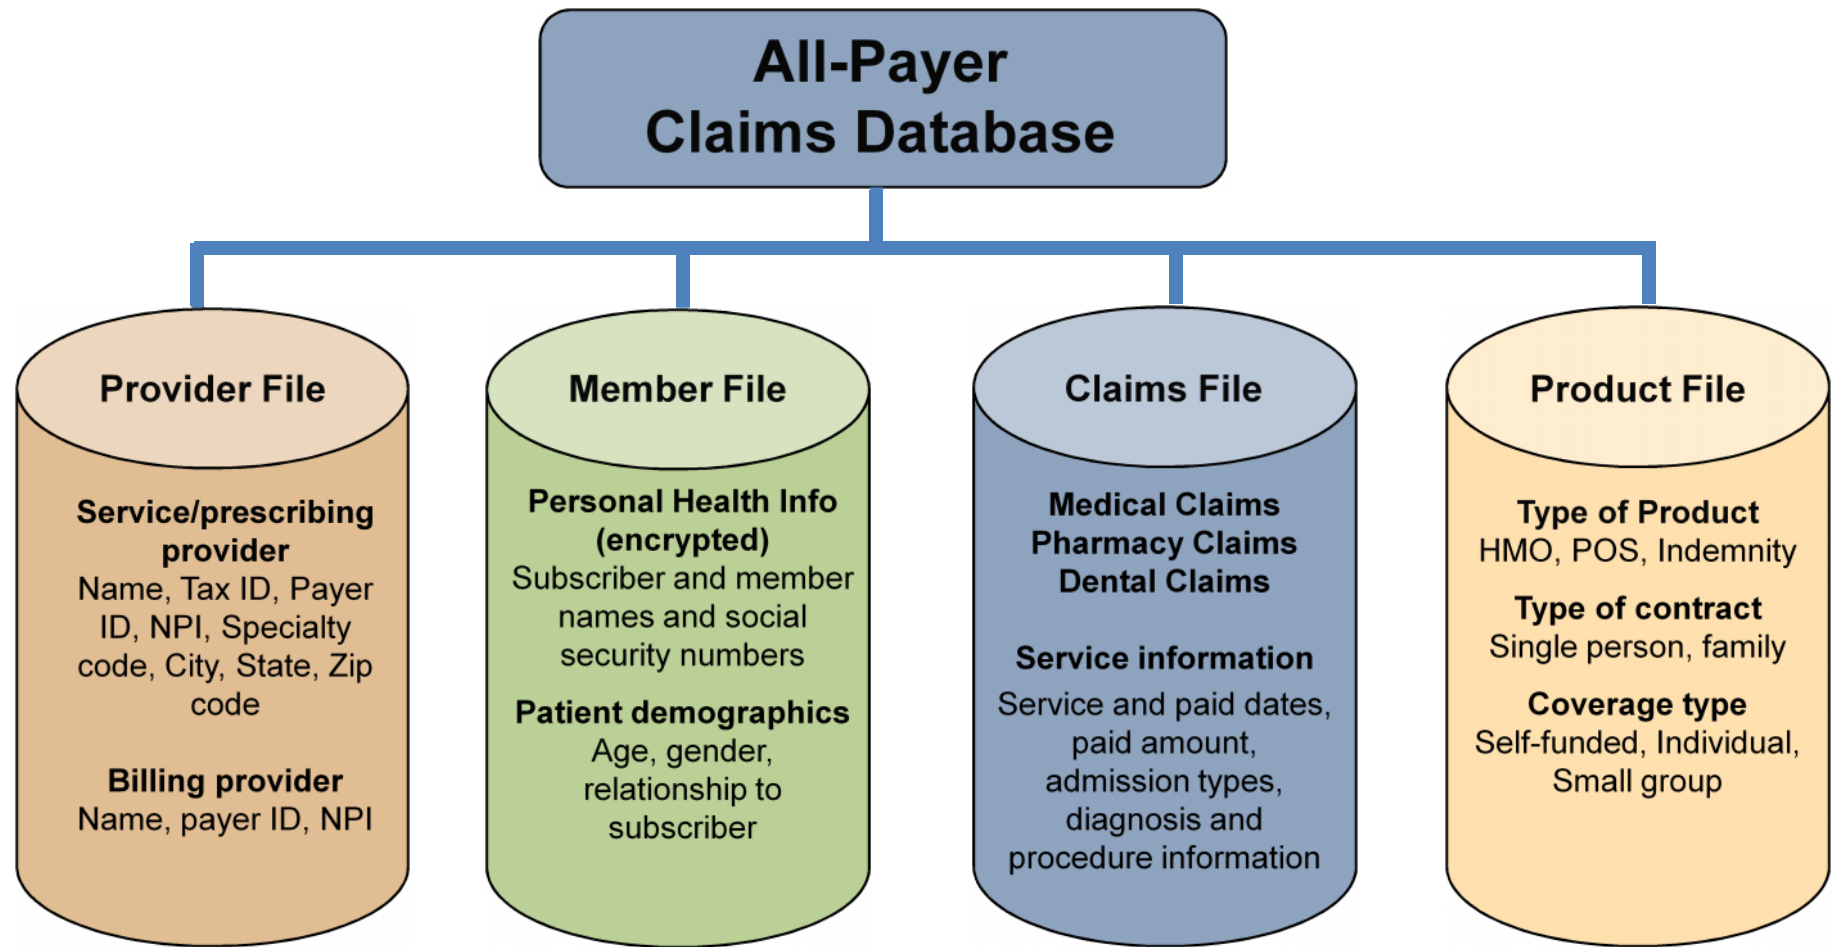 All-Payer
Claims Database
Provider File
Service/prescribing
provider
Name, Tax ID, Payer
ID, NPI, Specialty
code, City, State, Zip
code
Billing provider
Name, payer ID, NPI
Member File
Personal Health Info
(encrypted)
Subscriber and member
names and social
security numbers
Patient demographics
Age, gender,
relationship to
subscriber
Claims File
Medical Claims
Pharmacy Claims
Dental Claims
Service information
Service and paid dates,
paid amount,
admission types,
diagnosis and
procedure information
Product File
Type of Product
HMO, POS, Indemnity
Type of contract
Single person, family
Coverage type
Self-funded, Individual,
Small group